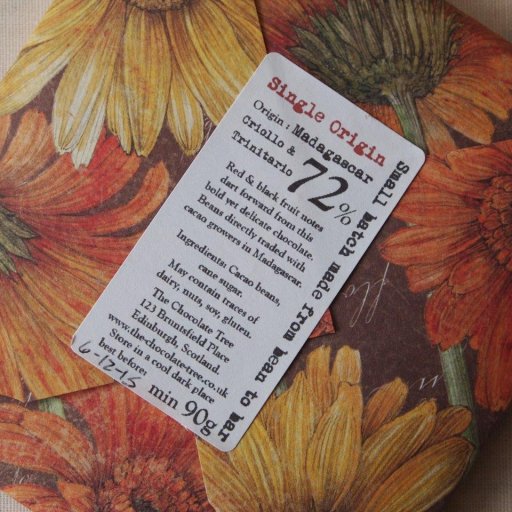 Single Origin
Origin : Madagascar
Criollo &
Trinitario
72%
Red & black fruit notes
dart forward from this
bold yet delicate chocolate.
Beans directly traded with
cacao growers in Madagascar.
Ingredients: Cacao beans,
cane sugar.
May contain traces of
dairy, nuts, soy, gluten.
The Chocolate Tree
123 Bruntsfield Place
Edinburgh, Scotland.
www.the-chocolate-tree.co.uk
Store in a cool dark place
best before:
6-12-15
min 90g
Small batch made from bean to bar